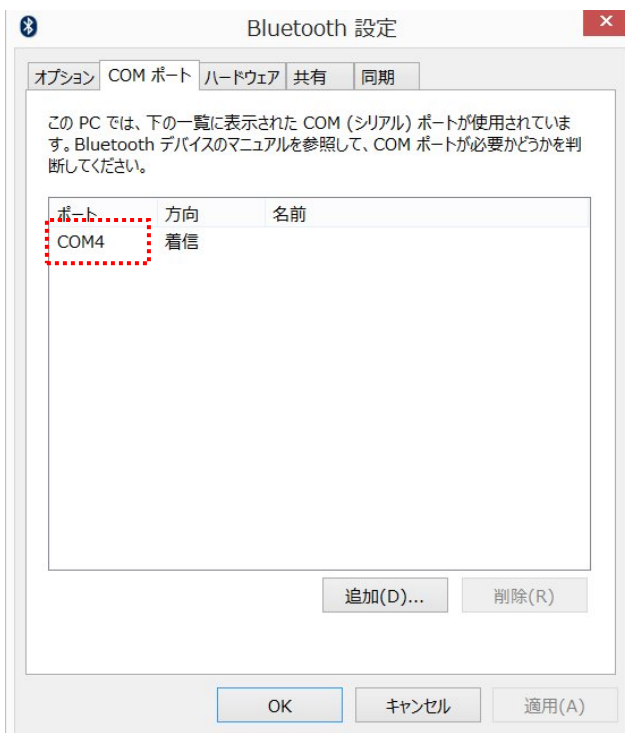 Bluetooth 設定
×
オプション COM ポート ハードウェア 共有 同期
この PC では、下の一覧に表示された COM (シリアル) ポートが使用されていま
す。Bluetooth デバイスのマニュアルを参照して、COM ポートが必要かどうかを判
断してください。
ポート 方向 名前
COM4 着信
追加(D)... 削除(R)
OK キャンセル 適用(A)